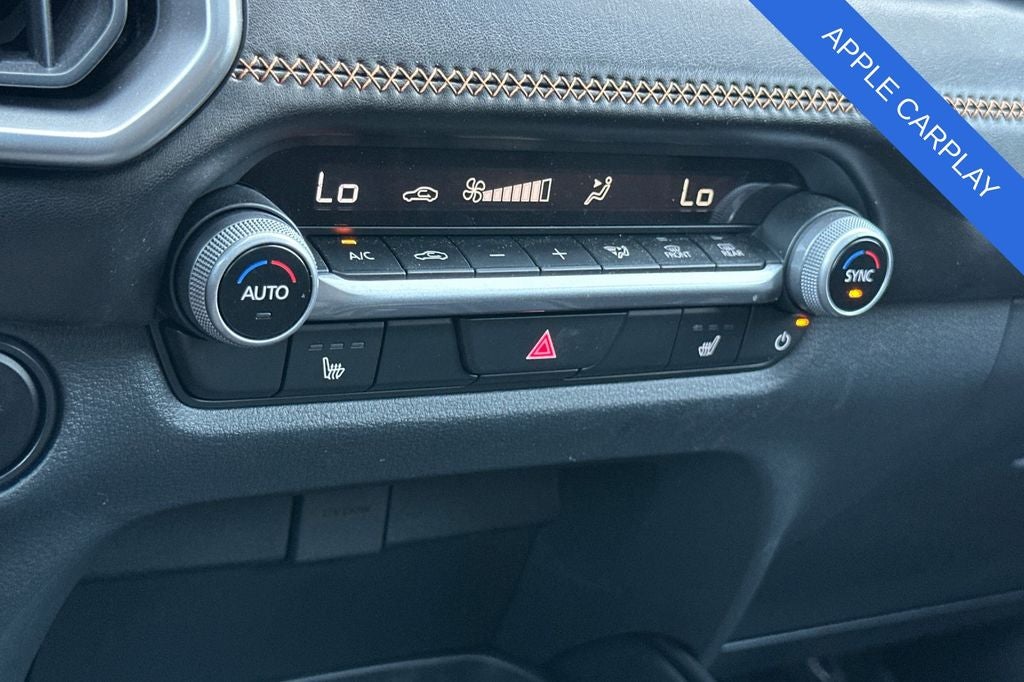 APPLE CARPLAY
Lo Lo
A/C − + FRONT REAR
AUTO SYNC